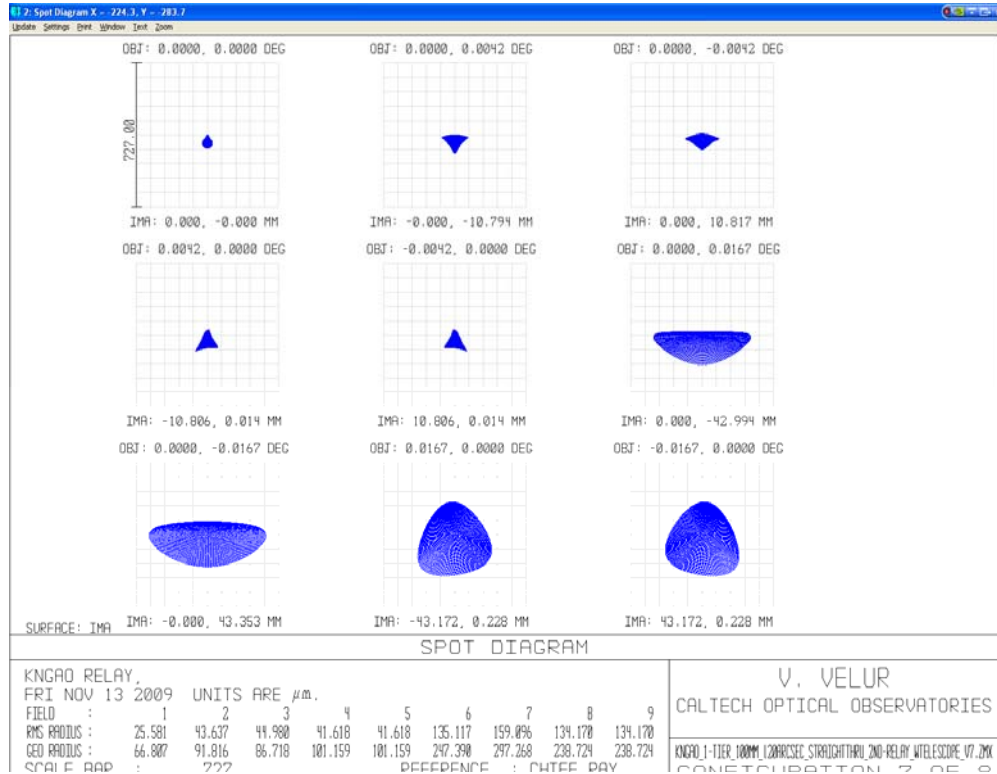 2: Spot Diagram X = -224.3, Y = -283.7
Update Settings Print Window Text Zoom
OBJ: 0.0000, 0.0000 DEG OBJ: 0.0000, 0.0042 DEG OBJ: 0.0000, -0.0042 DEG
727.00
IMA: 0.000, -0.000 MM IMA: -0.000, -10.794 MM IMA: 0.000, 10.817 MM
OBJ: 0.0042, 0.0000 DEG OBJ: -0.0042, 0.0000 DEG OBJ: 0.0000, 0.0167 DEG
IMA: -10.806, 0.014 MM IMA: 10.806, 0.014 MM IMA: 0.000, -42.994 MM
OBJ: 0.0000, -0.0167 DEG OBJ: 0.0167, 0.0000 DEG OBJ: -0.0167, 0.0000 DEG
SURFACE: IMA IMA: -0.000, 43.353 MM IMA: -43.172, 0.228 MM IMA: 43.172, 0.228 MM
SPOT DIAGRAM
KNGAO RELAY,
FRI NOV 13 2009 UNITS ARE µm.
FIELD : 1 2 3 4 5 6 7 8 9
RMS RADIUS : 25.581 43.637 44.980 41.618 41.618 135.117 159.096 134.170 134.170
GEO RADIUS : 66.807 91.816 86.718 101.159 101.159 247.390 297.268 238.724 238.724
SCALE BAR : 727 REFERENCE : CHIEF RAY
V. VELUR
CALTECH OPTICAL OBSERVATORIES
KNGAO_1-TIER_100MM_120ARCSEC_STRAIGHTTHRU_2ND-RELAY_WTELESCOPE_V7.ZMX
CONFIGURATION 7 OF 8